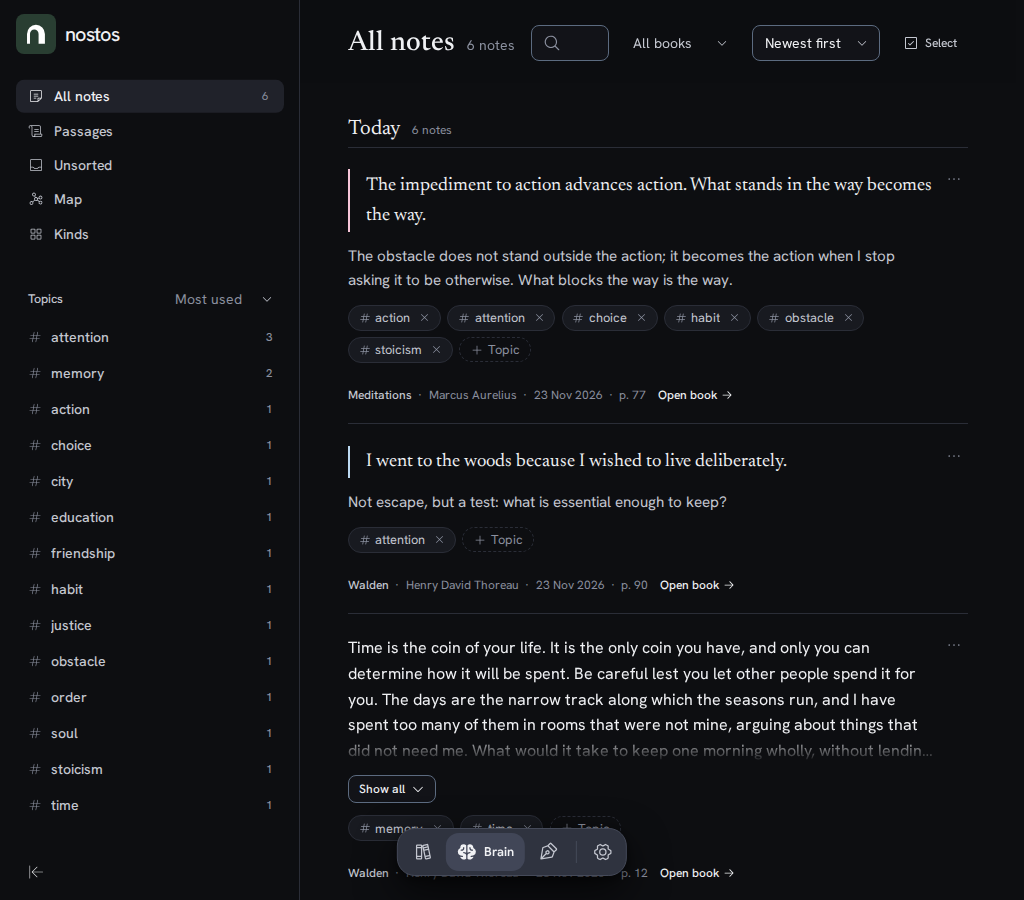 nostos
All notes 6
Passages
Unsorted
Map
Kinds
Topics Most used
# attention 3
# memory 2
# action 1
# choice 1
# city 1
# education 1
# friendship 1
# habit 1
# justice 1
# obstacle 1
# order 1
# soul 1
# stoicism 1
# time 1
All notes 6 notes All books Newest first Select
Today 6 notes
The impediment to action advances action. What stands in the way becomes
the way.
The obstacle does not stand outside the action; it becomes the action when I stop
asking it to be otherwise. What blocks the way is the way.
# action × # attention × # choice × # habit × # obstacle ×
# stoicism × + Topic
Meditations · Marcus Aurelius · 23 Nov 2026 · p. 77 Open book →
I went to the woods because I wished to live deliberately.
Not escape, but a test: what is essential enough to keep?
# attention × + Topic
Walden · Henry David Thoreau · 23 Nov 2026 · p. 90 Open book →
Time is the coin of your life. It is the only coin you have, and only you can
determine how it will be spent. Be careful lest you let other people spend it for
you. The days are the narrow track along which the seasons run, and I have
spent too many of them in rooms that were not mine, arguing about things that
did not need me. What would it take to keep one morning wholly, without lendin…
Show all
# memory × # time × + Topic
Brain
Walden · p. 12 Open book →